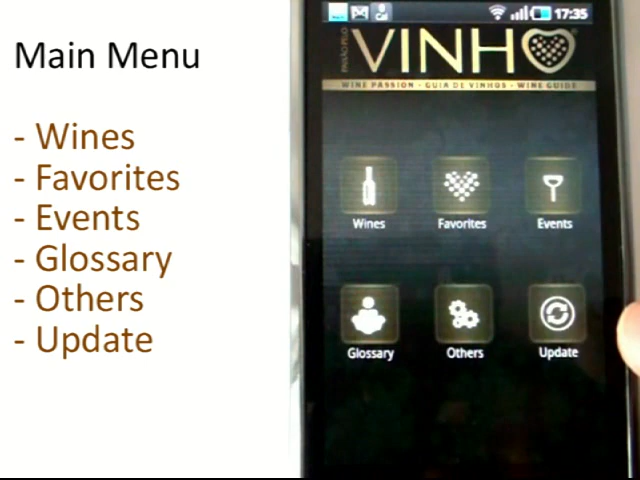 Main Menu
- Wines
- Favorites
- Events
- Glossary
- Others
- Update
Cal
17:35
VINHO
WINE PASSION - GUIA DE VINHOS - WINE GUIDE
Wines
Favorites
Events
Glossary
Others
Update